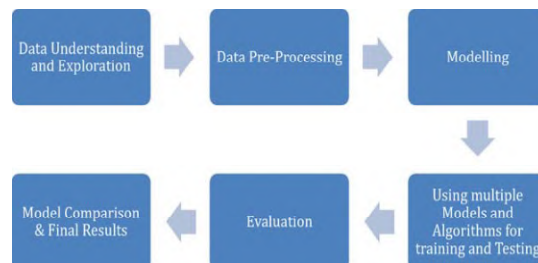 Data Understanding
and Exploration
Data Pre-Processing
Modelling
Using multiple
Models and
Algorithms for
training and Testing
Evaluation
Model Comparison
& Final Results